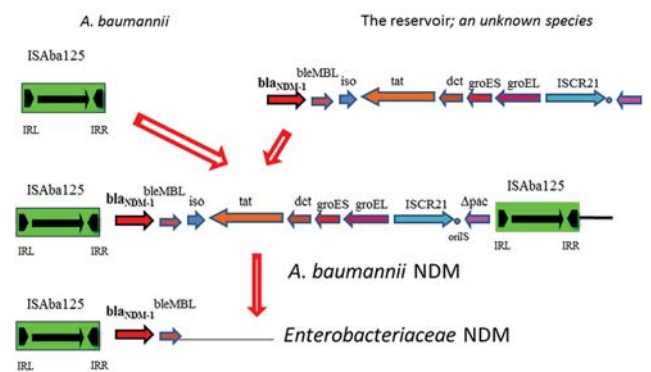 A. baumannii
The reservoir; an unknown species
ISAba125
IRL IRR
blaNDM-1 bleMBL iso tat dct groES groEL ISCR21
ISAba125 blaNDM-1 bleMBL iso tat dct groES groEL ISCR21 Δpac ISAba125
IRL IRR oriIS IRL IRR
A. baumannii NDM
ISAba125 blaNDM-1 bleMBL
Enterobacteriaceae NDM
IRL IRR